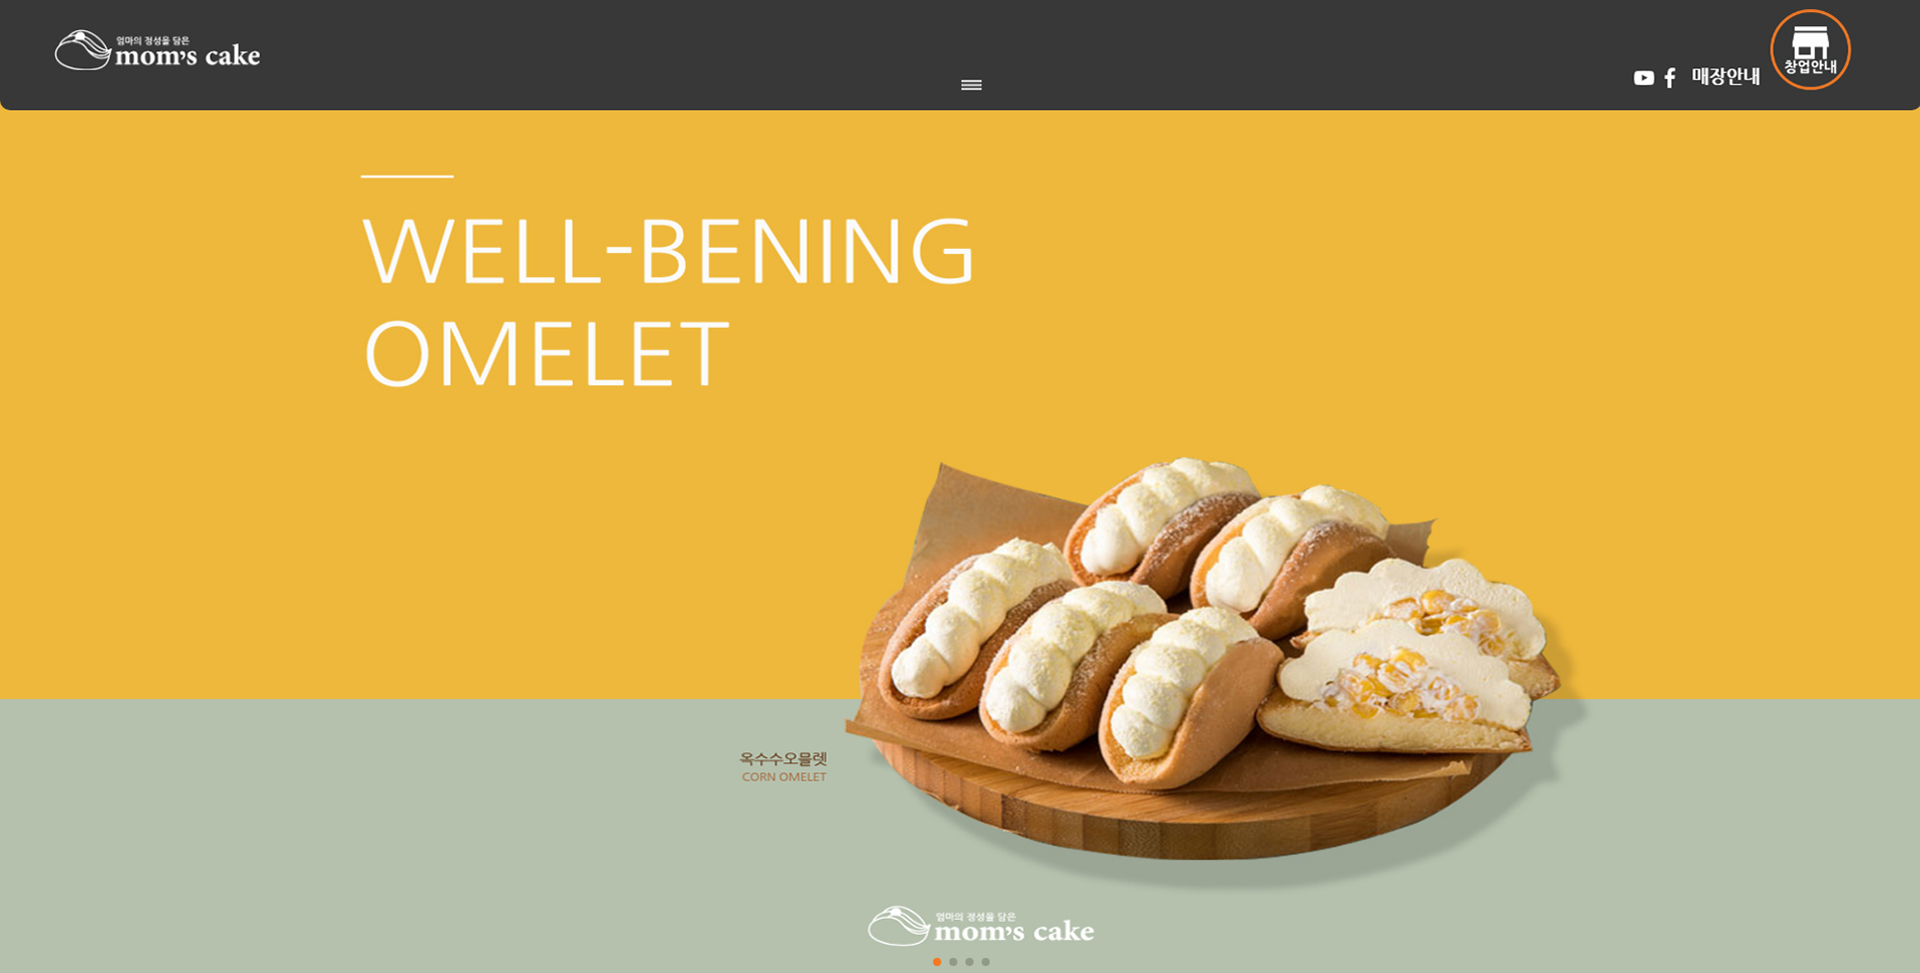 엄마의 정성을 담은
mom's cake
매장안내
창업안내
WELL-BENING
OMELET
옥수수오믈렛
CORN OMELET
엄마의 정성을 담은
mom's cake